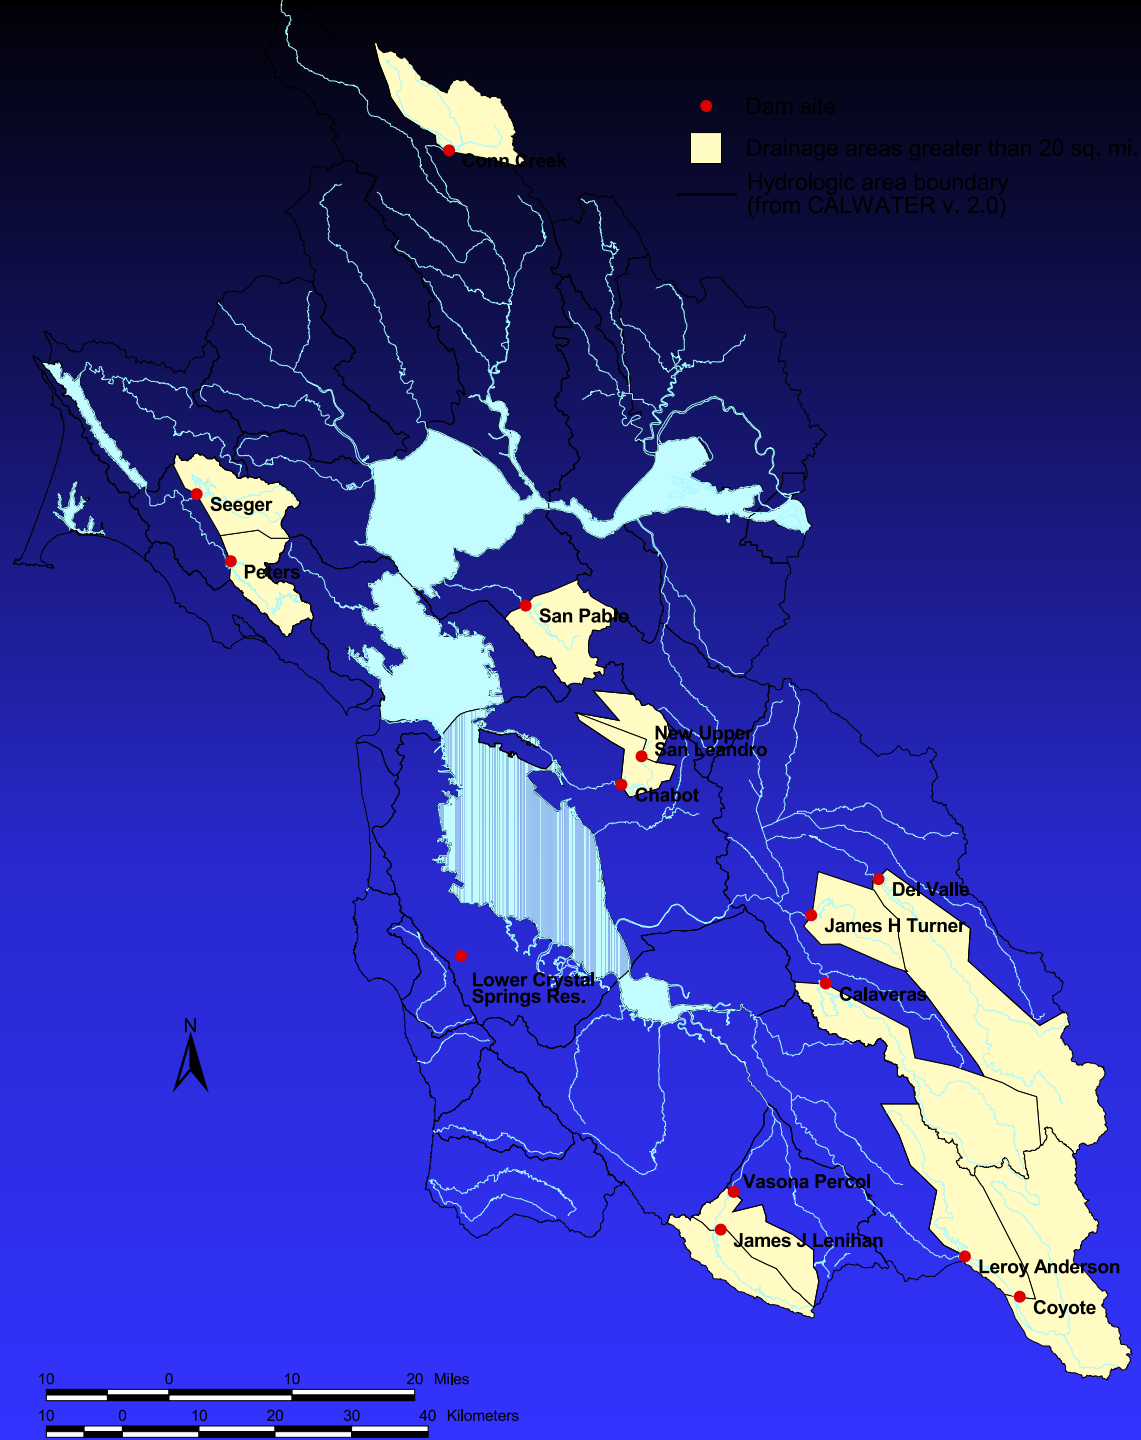 Dam site
Drainage areas greater than 20 sq. mi.
Hydrologic area boundary
(from CALWATER v. 2.0)
Conn Creek
Seeger
Peters
San Pablo
New Upper
San Leandro
Chabot
Del Valle
James H Turner
Calaveras
Lower Crystal
Springs Res.
N
Vasona Percol
James J Lenihan
Leroy Anderson
Coyote
10 0 10 20 Miles
10 0 10 20 30 40 Kilometers